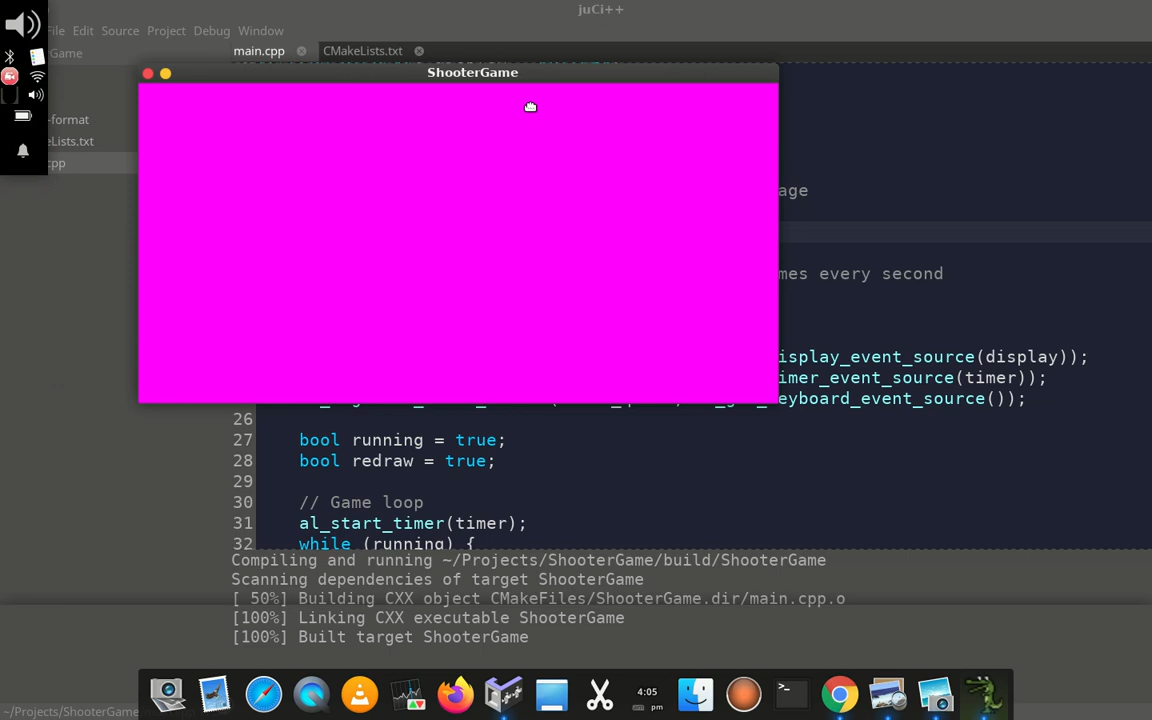 juCi++
File Edit Source Project Debug Window
Game
main.cpp CMakeLists.txt
ShooterGame
-format
eLists.txt
cpp
age
mes every second
isplay_event_source(display));
imer_event_source(timer));
eyboard_event_source());
26
27 bool running = true;
28 bool redraw = true;
29
30 // Game loop
31 al_start_timer(timer);
32 while (running) {
Compiling and running ~/Projects/ShooterGame/build/ShooterGame
Scanning dependencies of target ShooterGame
[ 50%] Building CXX object CMakeFiles/ShooterGame.dir/main.cpp.o
[100%] Linking CXX executable ShooterGame
[100%] Built target ShooterGame
4:05
pm
~/Projects/ShooterGame